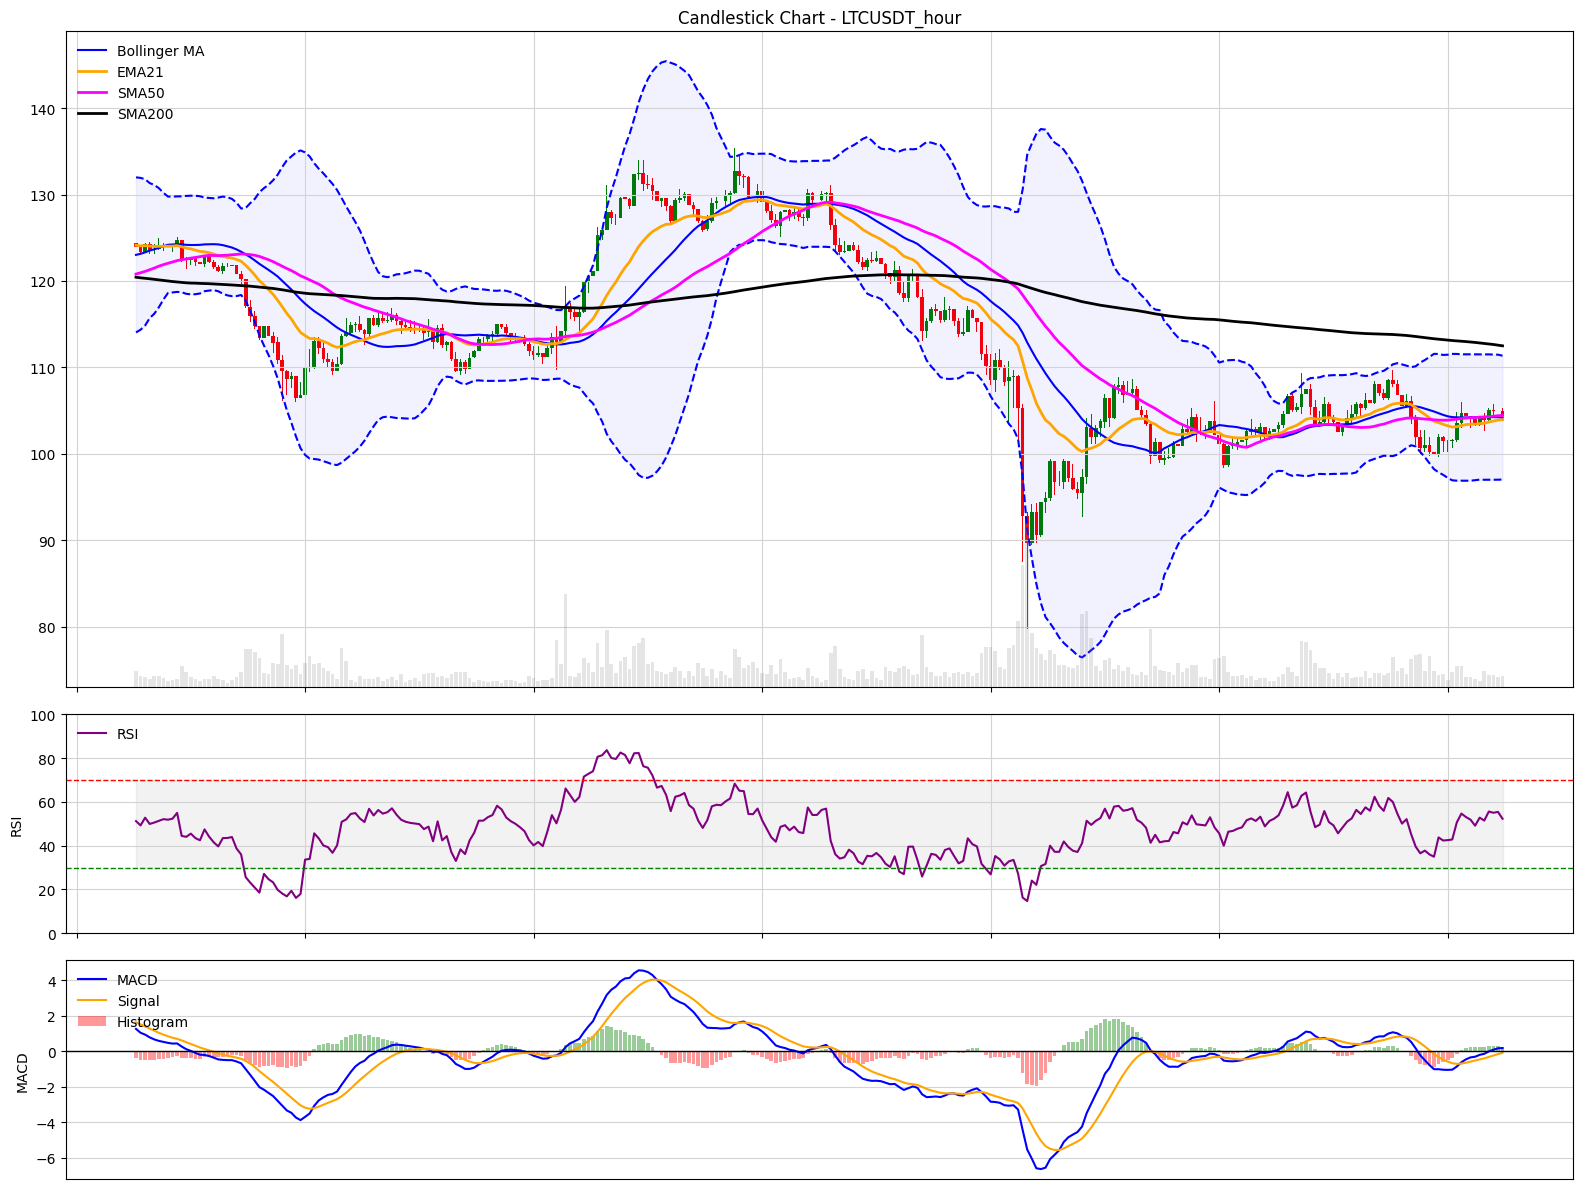 Candlestick Chart - LTCUSDT_hour
Bollinger MA
EMA21
SMA50
SMA200
140
130
120
110
100
90
80
RSI
100
80
60
40
20
0
RSI
MACD
Signal
Histogram
4
2
0
−2
−4
−6
MACD